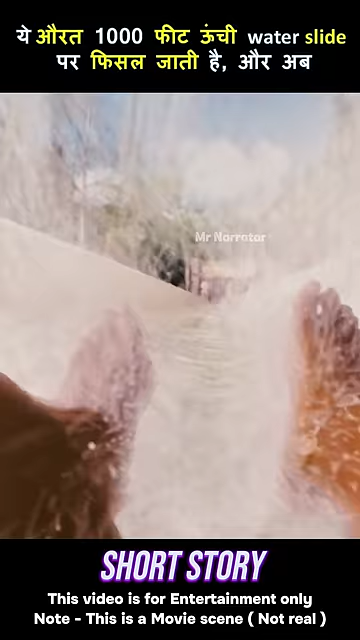 ये औरत 1000 फीट ऊंची water slide
पर फिसल जाती है, और अब
Mr Narrator
SHORT STORY
This video is for Entertainment only
Note - This is a Movie scene ( Not real )